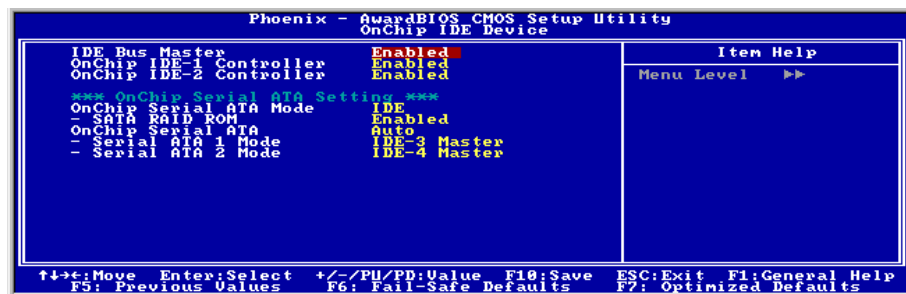 Phoenix - AwardBIOS CMOS Setup Utility
OnChip IDE Device
IDE Bus Master Enabled
OnChip IDE-1 Controller Enabled
OnChip IDE-2 Controller Enabled
*** OnChip Serial ATA Setting ***
OnChip Serial ATA Mode IDE
- SATA RAID ROM Enabled
OnChip Serial ATA Auto
- Serial ATA 1 Mode IDE-3 Master
- Serial ATA 2 Mode IDE-4 Master
Item Help
Menu Level ▶▶
↑↓→←:Move Enter:Select +/-/PU/PD:Value F10:Save ESC:Exit F1:General Help
F5: Previous Values F6: Fail-Safe Defaults F7: Optimized Defaults